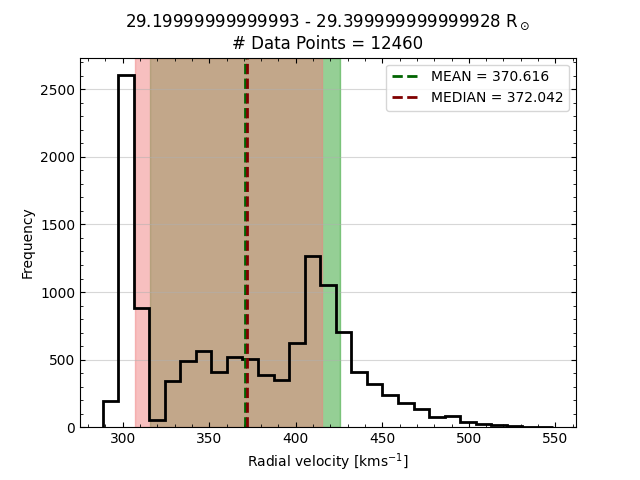 29.19999999999993 - 29.399999999999928 R⊙
# Data Points = 12460
MEAN = 370.616
MEDIAN = 372.042
2500
2000
1500
1000
500
0
Frequency
300 350 400 450 500 550
Radial velocity [kms⁻¹]